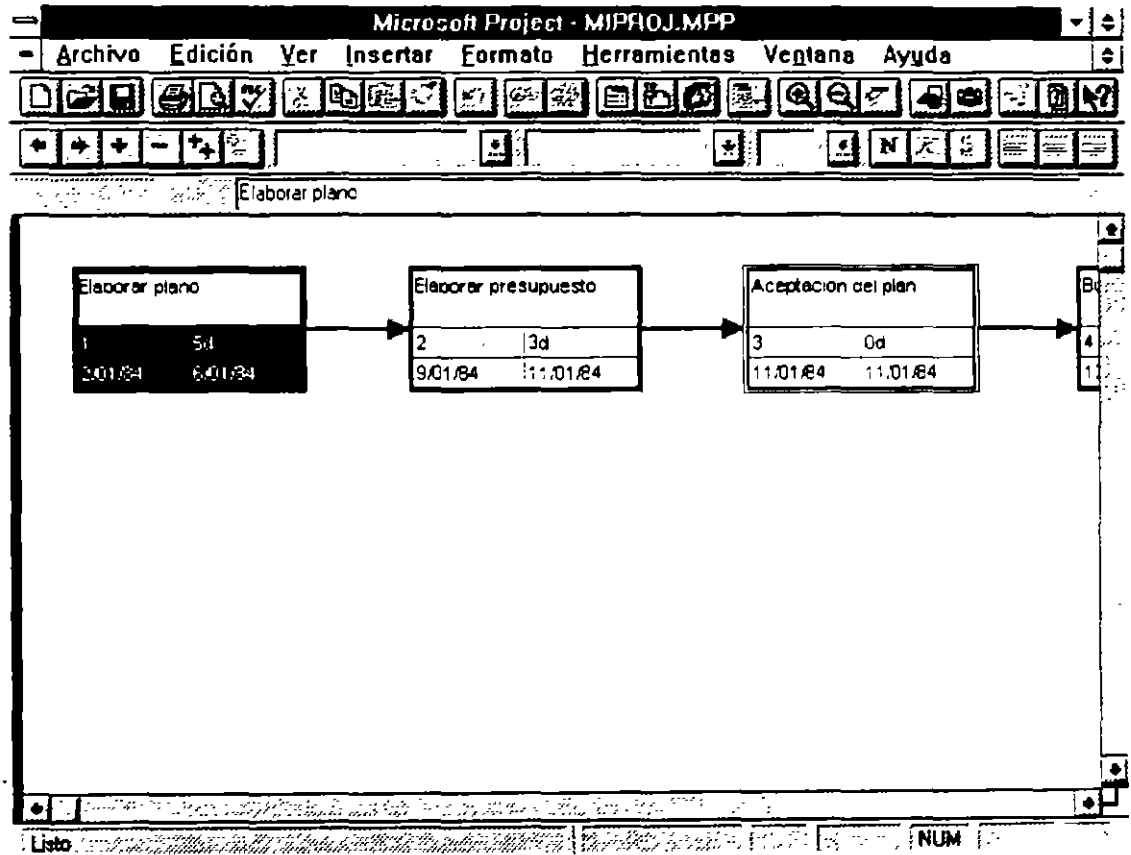 Microsoft Project - MIPROJ.MPP
Archivo Edición Ver Insertar Formato Herramientas Ventana Ayuda
N
Elaborar plano
Elaborar plano
1 5d
2/01/84 6/01/84
Elaborar presupuesto
2 3d
9/01/84 11/01/84
Aceptacion del plan
3 0d
11/01/84 11/01/84
4
Listo NUM